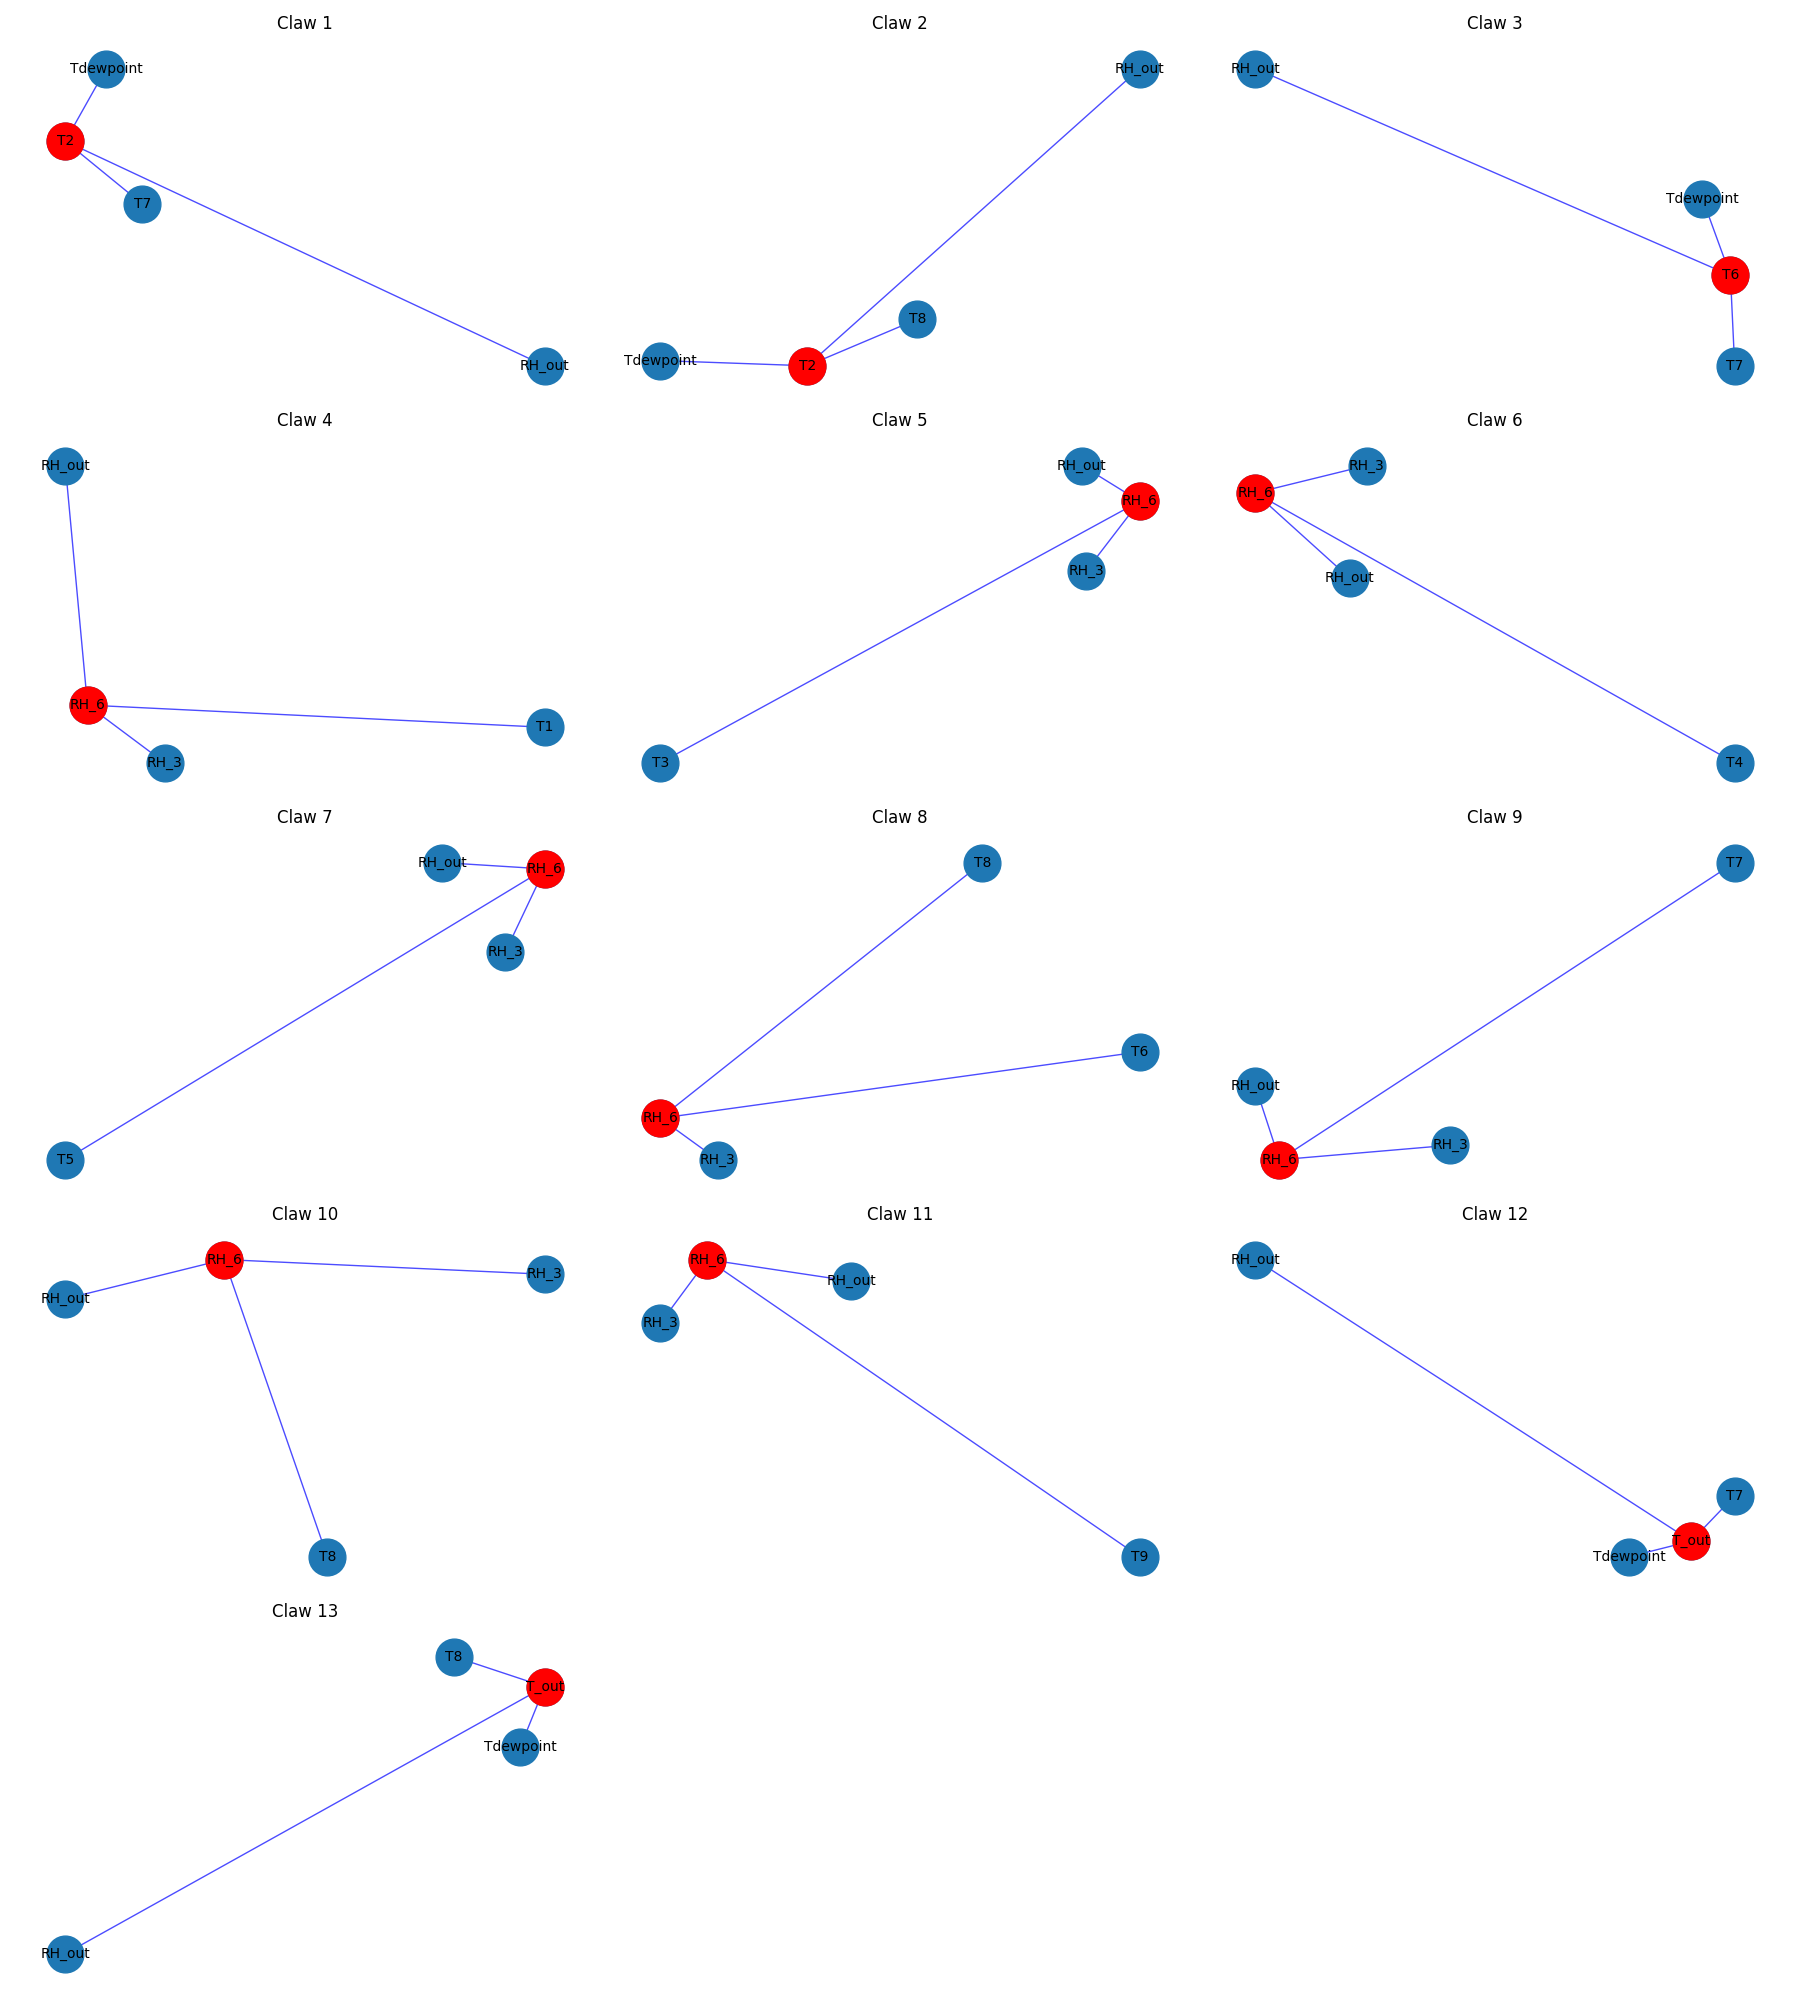 Claw 1
Tdewpoint
T2
T7
RH_out
Claw 2
RH_out
T8
Tdewpoint
T2
Claw 3
RH_out
Tdewpoint
T6
T7
Claw 4
RH_out
RH_6
T1
RH_3
Claw 5
RH_out
RH_6
RH_3
T3
Claw 6
RH_3
RH_6
RH_out
T4
Claw 7
RH_out
RH_6
RH_3
T5
Claw 8
T8
T6
RH_6
RH_3
Claw 9
T7
RH_out
RH_3
RH_6
Claw 10
RH_6
RH_3
RH_out
T8
Claw 11
RH_6
RH_out
RH_3
T9
Claw 12
RH_out
T7
T_out
Tdewpoint
Claw 13
T8
T_out
Tdewpoint
RH_out